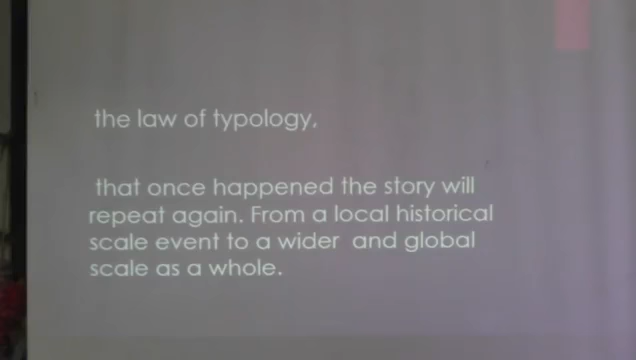 the law of typology,
that once happened the story will
repeat again. From a local historical
scale event to a wider and global
scale as a whole.